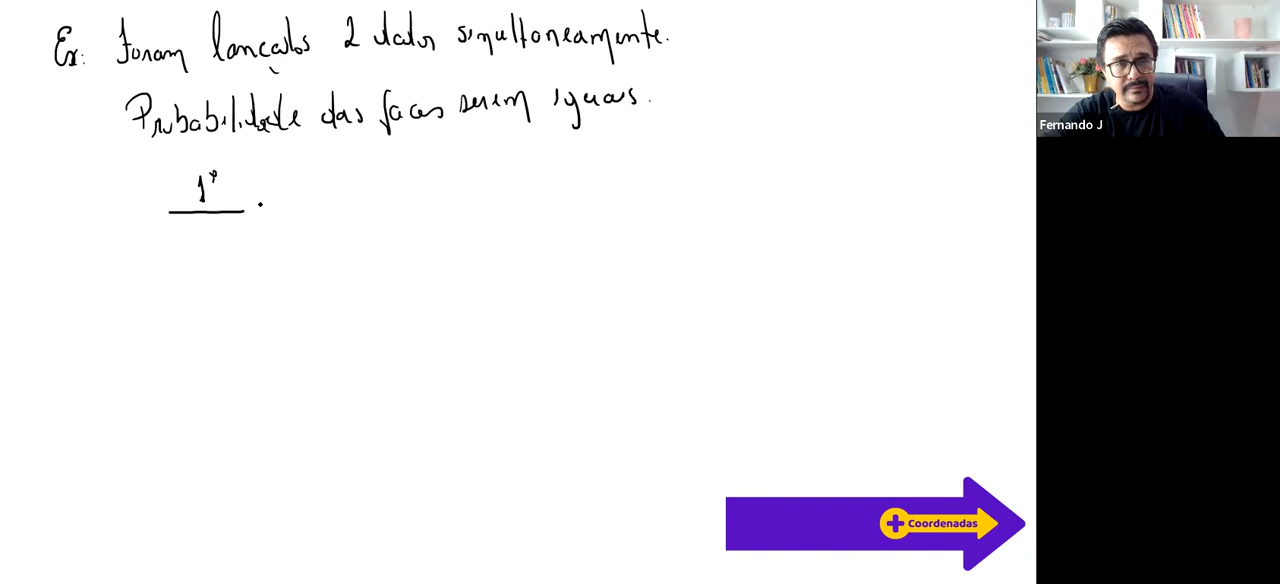 Ex: Foram lançados 2 dados simultaneamente.
Probabilidade das faces serem iguais.
1º
Fernando J
Coordenadas